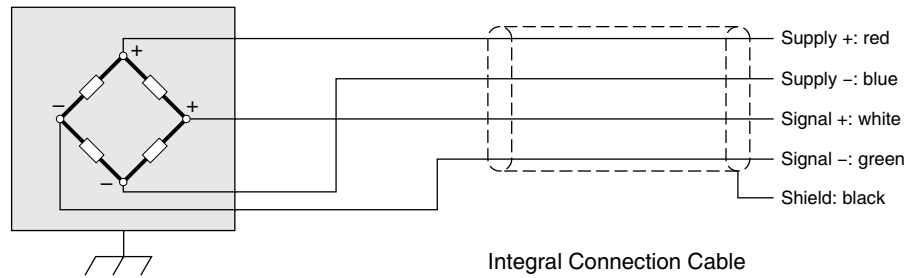 +
−
+
−
Supply +: red
Supply −: blue
Signal +: white
Signal −: green
Shield: black
Integral Connection Cable